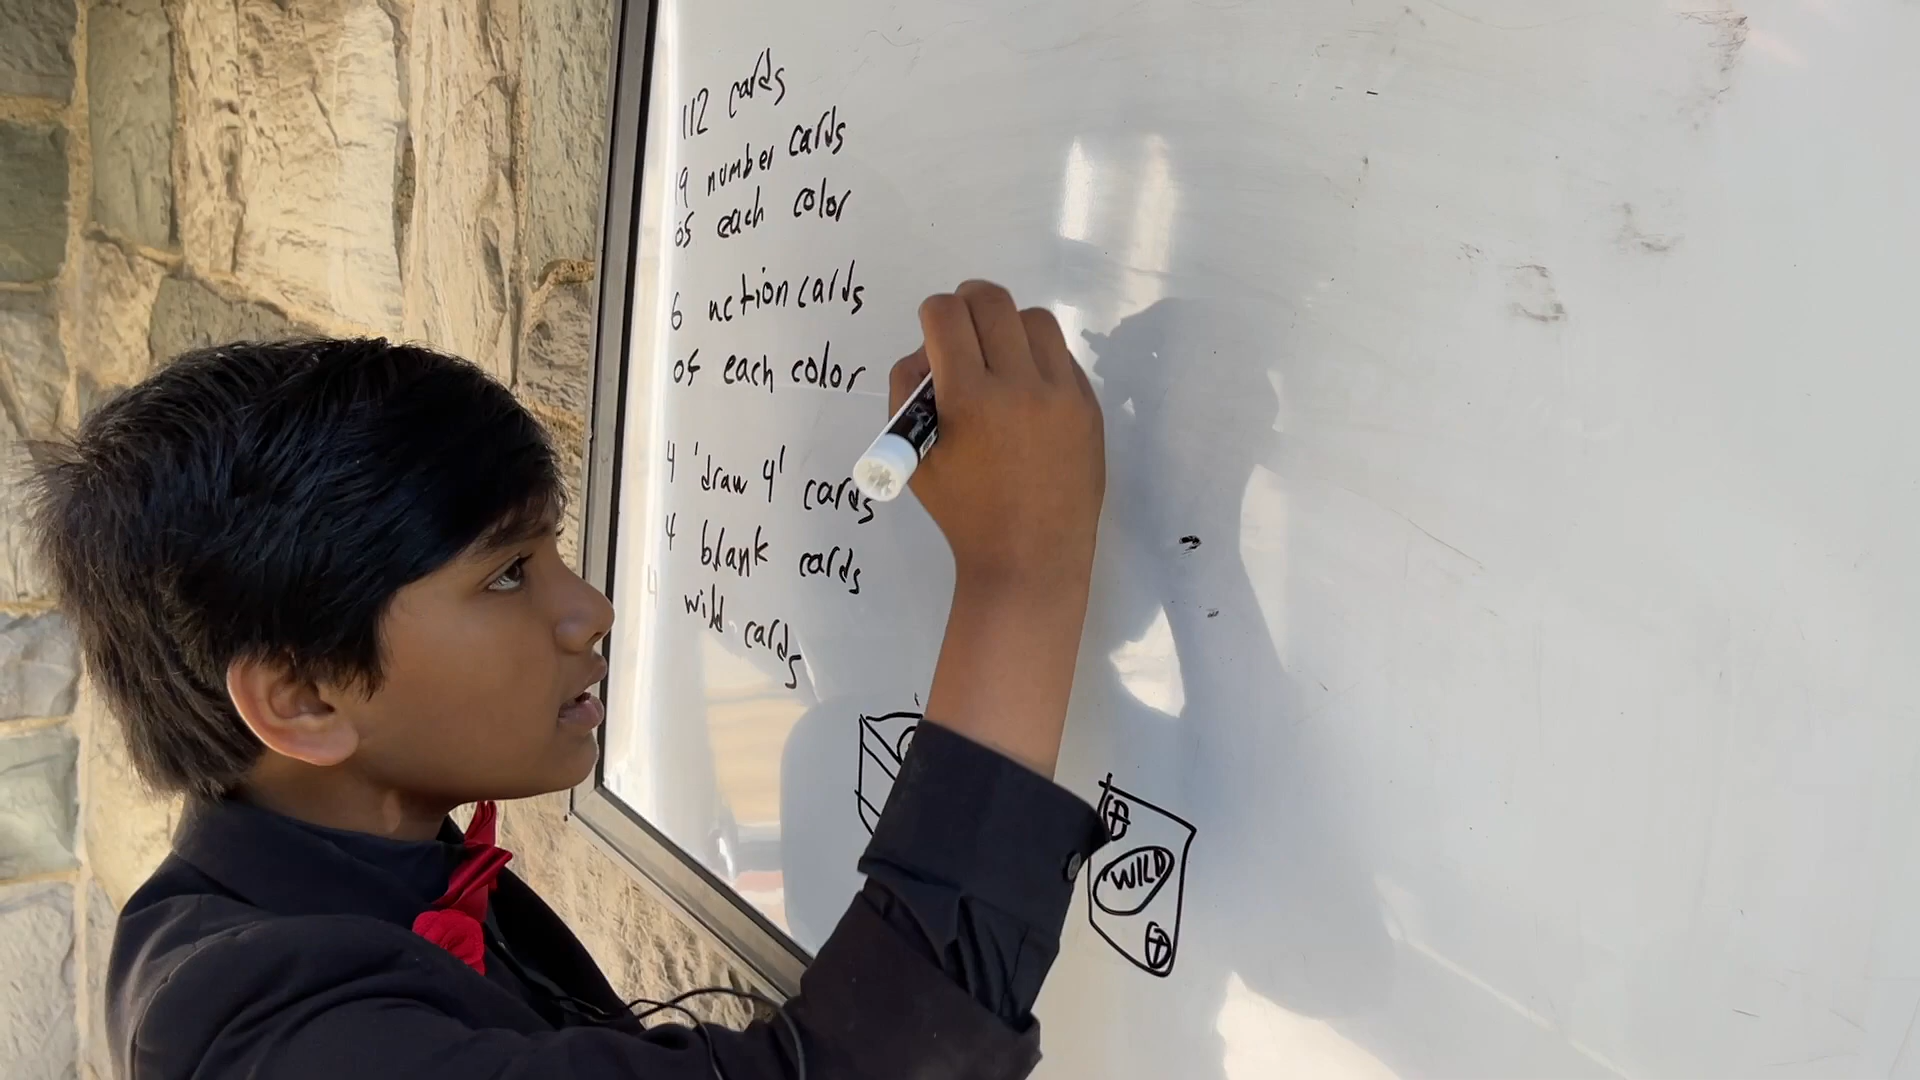 112 cards
19 number cards
of each color
6 action cards
of each color
4 'draw 4' cards
4 blank cards
4 wild cards
WILD